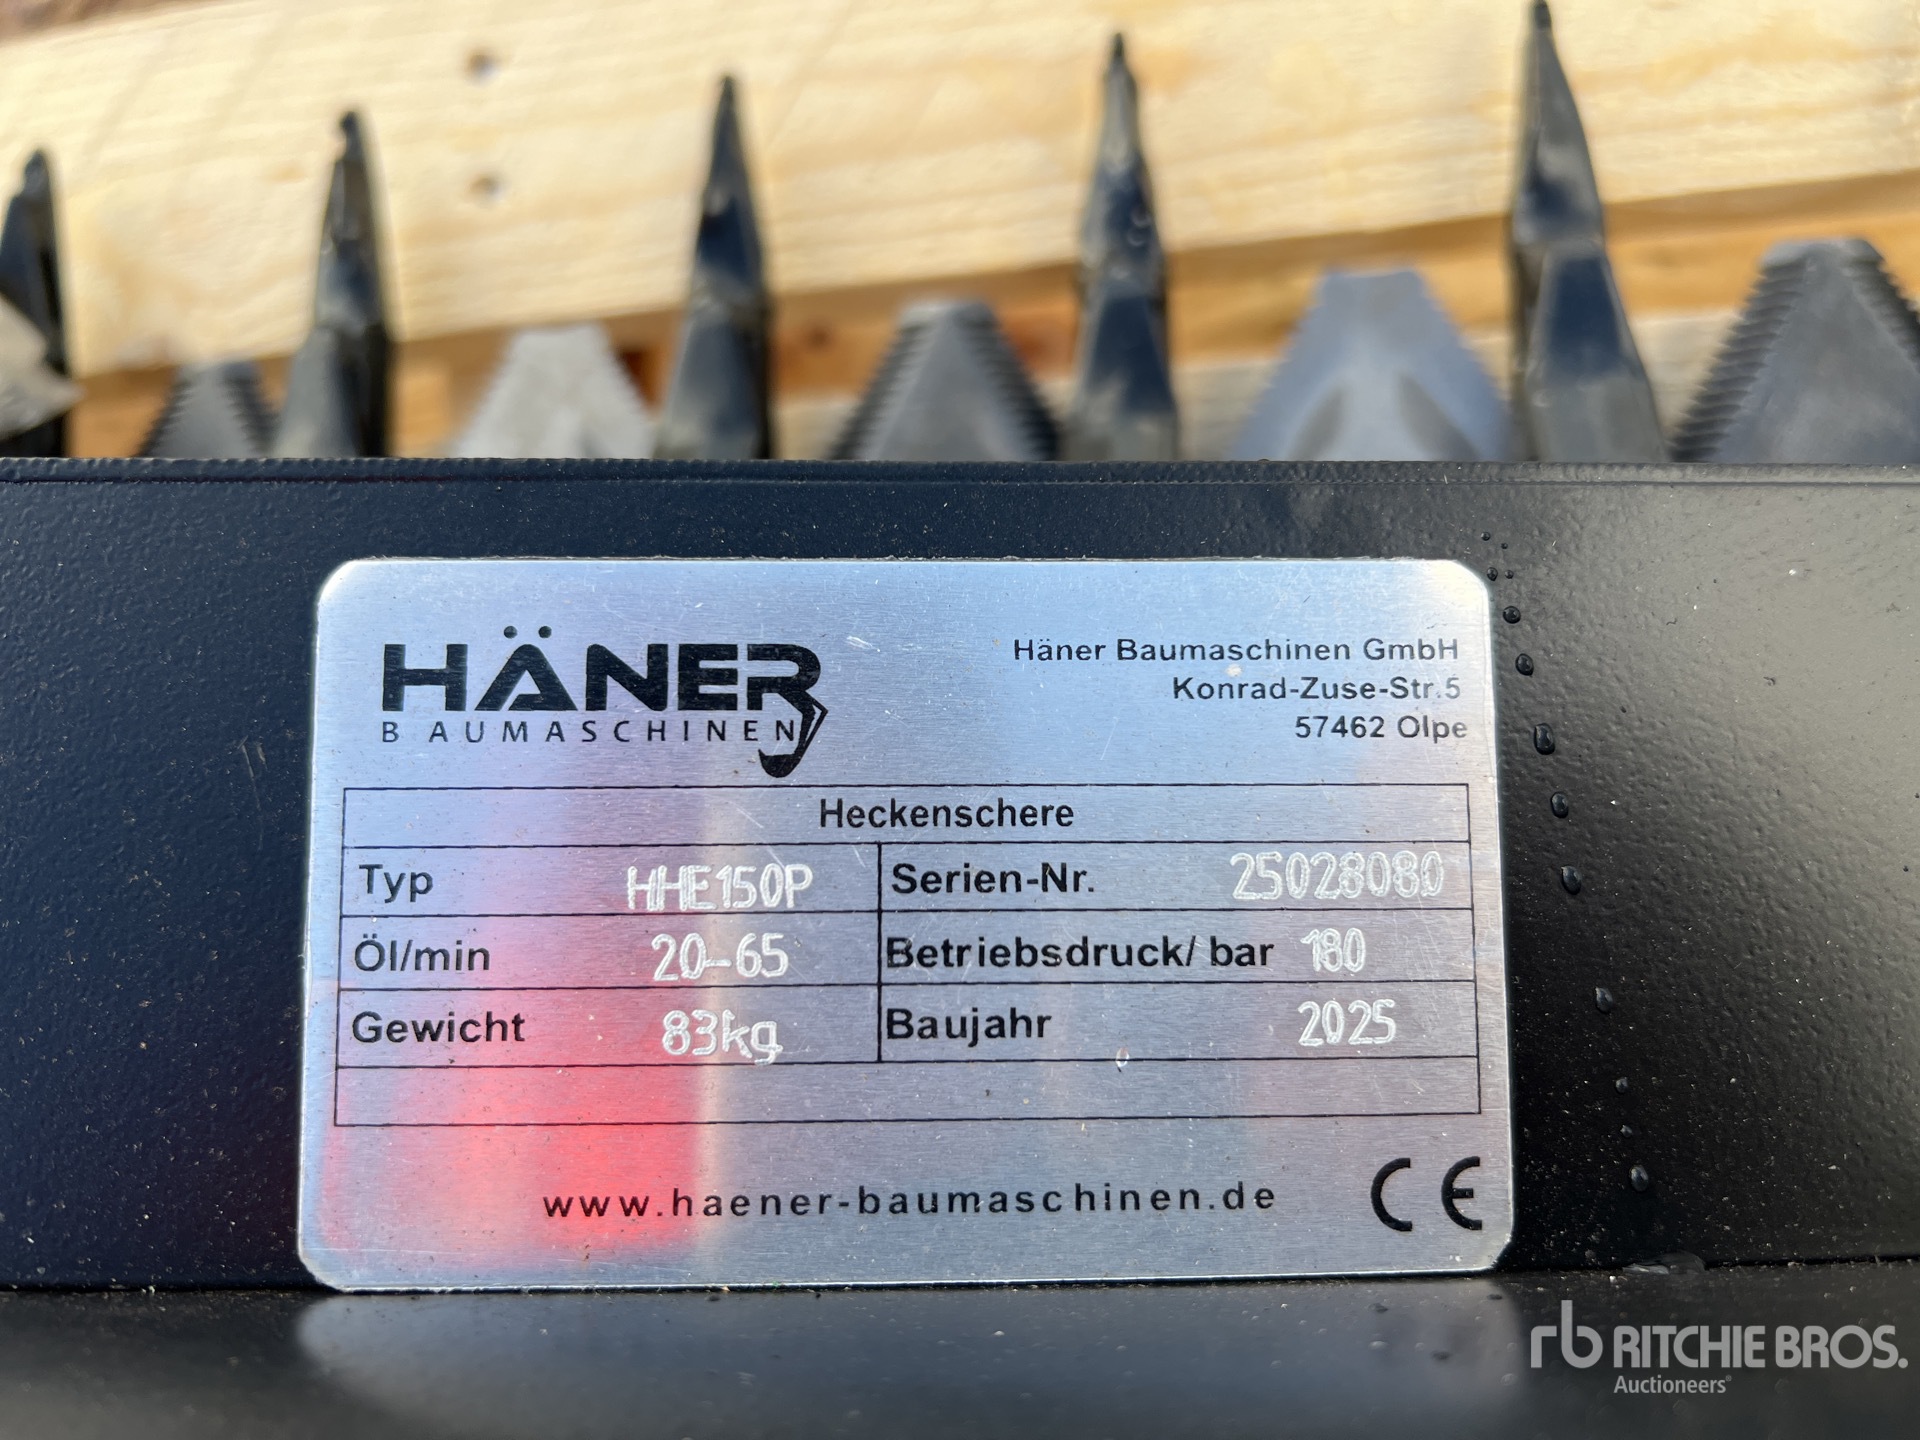 HÄNER
BAUMASCHINEN
Häner Baumaschinen GmbH
Konrad-Zuse-Str.5
57462 Olpe
Heckenschere
Typ HHE150P Serien-Nr. 25028080
Öl/min 20-65 Betriebsdruck/ bar 180
Gewicht 83kg Baujahr 2025
www.haener-baumaschinen.de CE
rb RITCHIE BROS.
Auctioneers